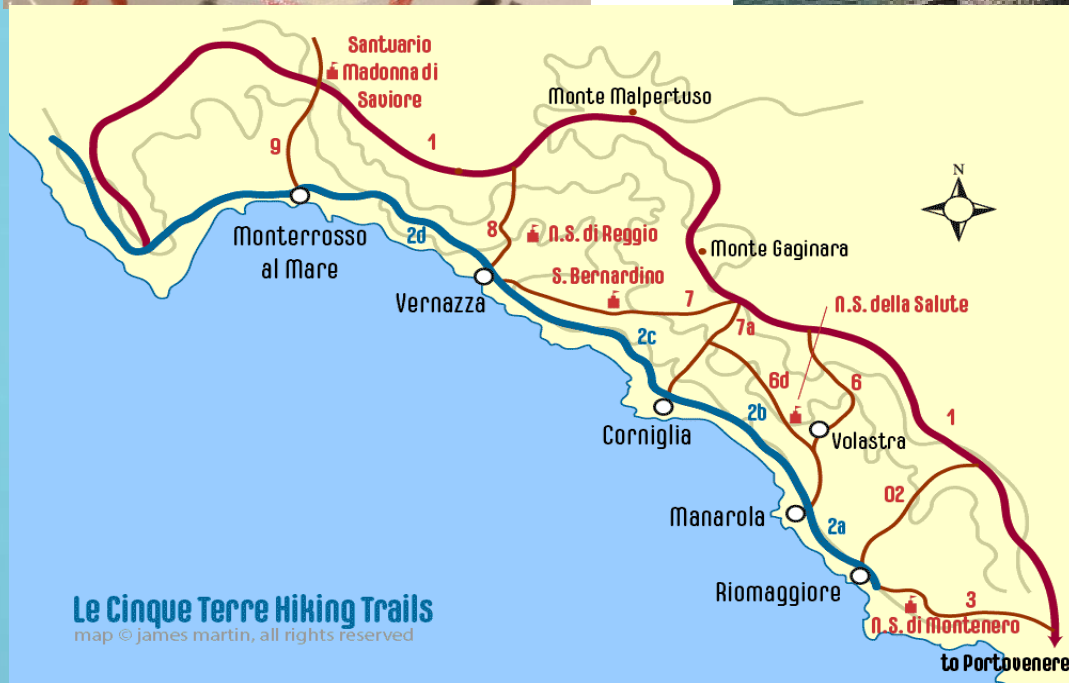 Santuario
Madonna di
Saviore
Monte Malpertuso
9
1
N
Monterrosso
al Mare
2d
8
N.S. di Reggio
Monte Gaginara
S. Bernardino
Vernazza
7
7a
N.S. della Salute
2c
6d
6
2b
1
Corniglia
Volastra
02
Manarola
2a
Riomaggiore
3
N.S. di Montenero
Le Cinque Terre Hiking Trails
map © james martin, all rights reserved
to Portovenere